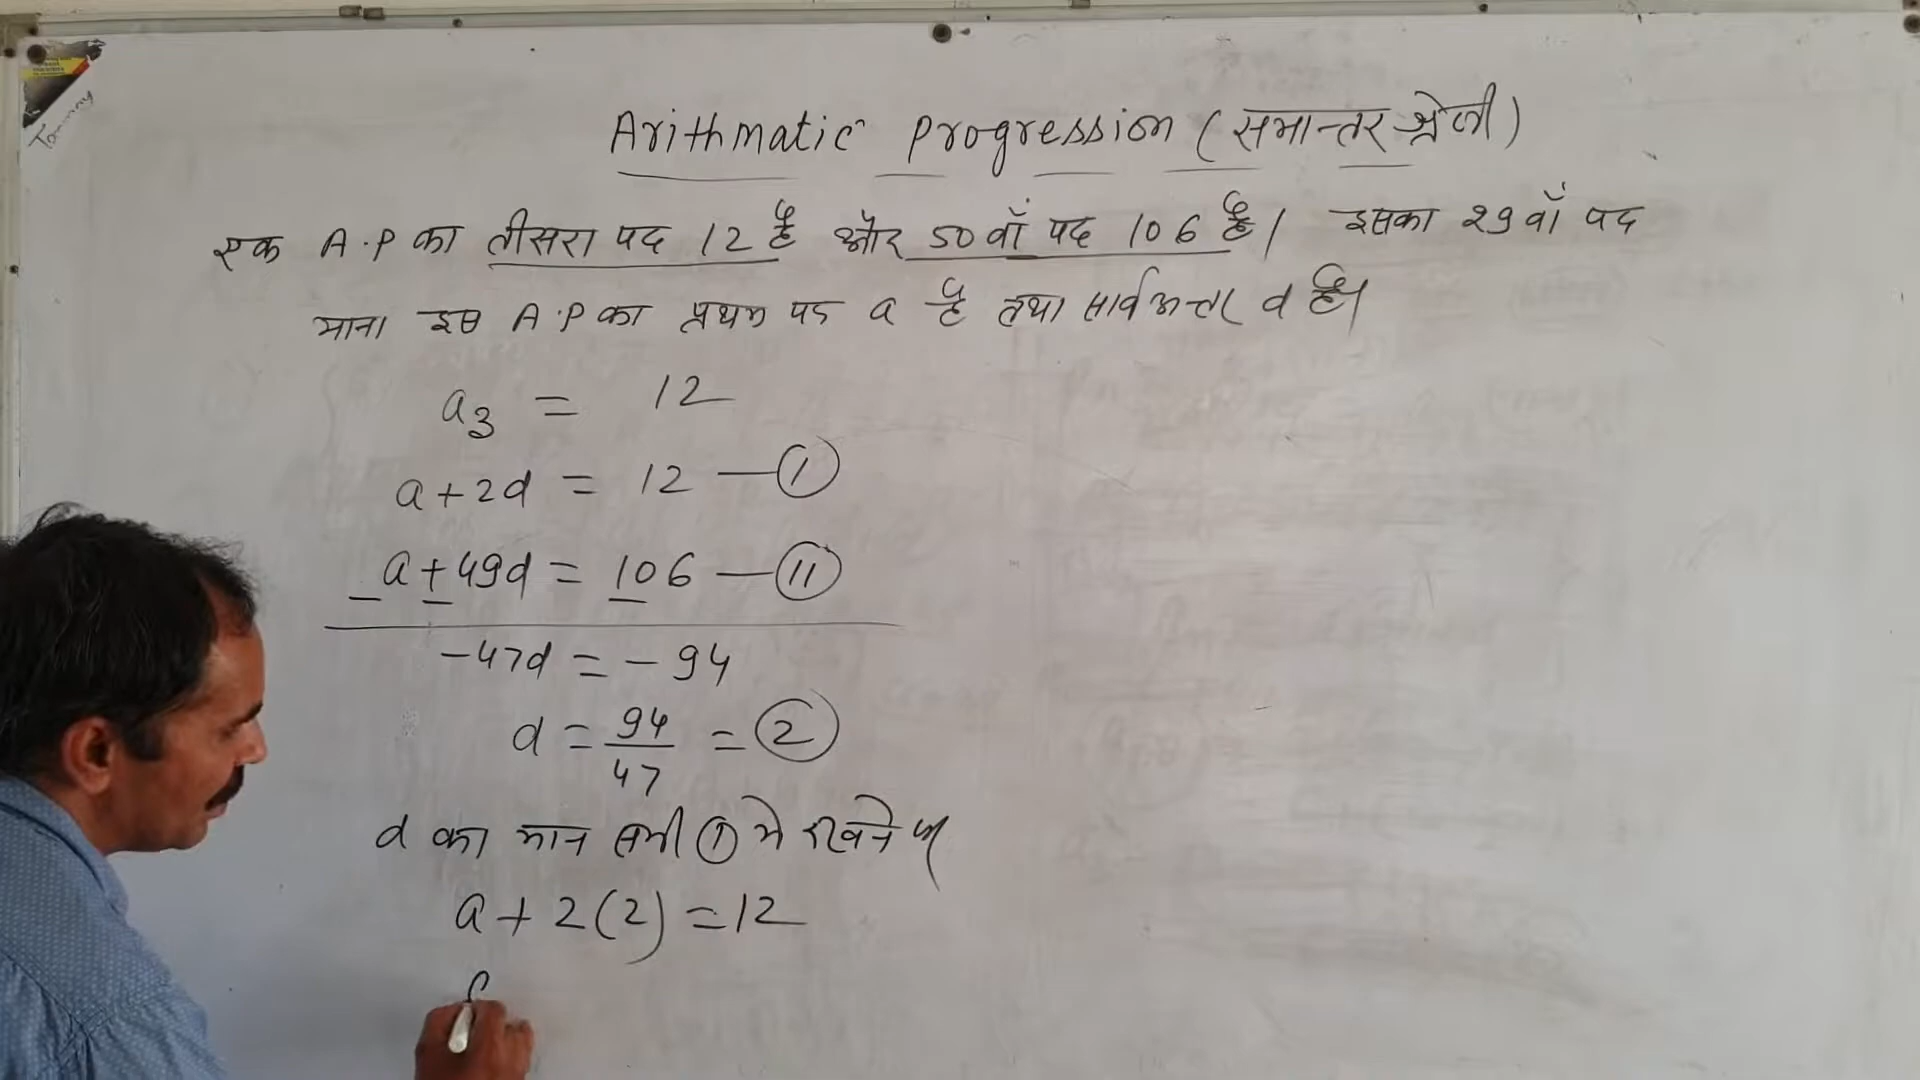 Arithmatic Progression (समान्तर श्रेणी)
एक A.P का तीसरा पद 12 है और 50वाँ पद 106 है। इसका 29वाँ पद
माना इस A.P का प्रथम पद a है तथा सार्वअन्तर d है।
a₃ = 12
a+2d = 12 —①
a+49d = 106 —⑪
– – –
-47d = -94
d = 94/47 = ②
d का मान समी ① मे रखने पर
a + 2(2) = 12